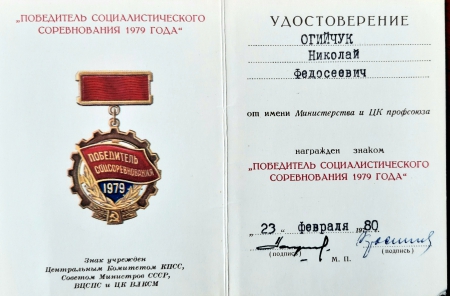 „ПОБЕДИТЕЛЬ СОЦИАЛИСТИЧЕСКОГО
СОРЕВНОВАНИЯ 1979 ГОДА"
ПОБЕДИТЕЛЬ
СОЦСОРЕВНОВАНИЯ
1979
Знак учрежден
Центральным Комитетом КПСС,
Советом Министров СССР,
ВЦСПС и ЦК ВЛКСМ
УДОСТОВЕРЕНИЕ
ОГИЙЧУК
Николай
Федосеевич
от имени Министерства и ЦК профсоюза
награжден знаком
"ПОБЕДИТЕЛЬ СОЦИАЛИСТИЧЕСКОГО
СОРЕВНОВАНИЯ 1979 ГОДА"
„23" февраля 80
(подпись) М. П. (подпись)